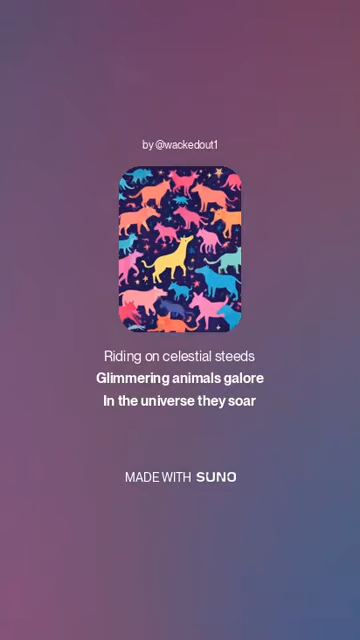 by @wackedout1
Riding on celestial steeds
Glimmering animals galore
In the universe they soar
MADE WITH SUNO